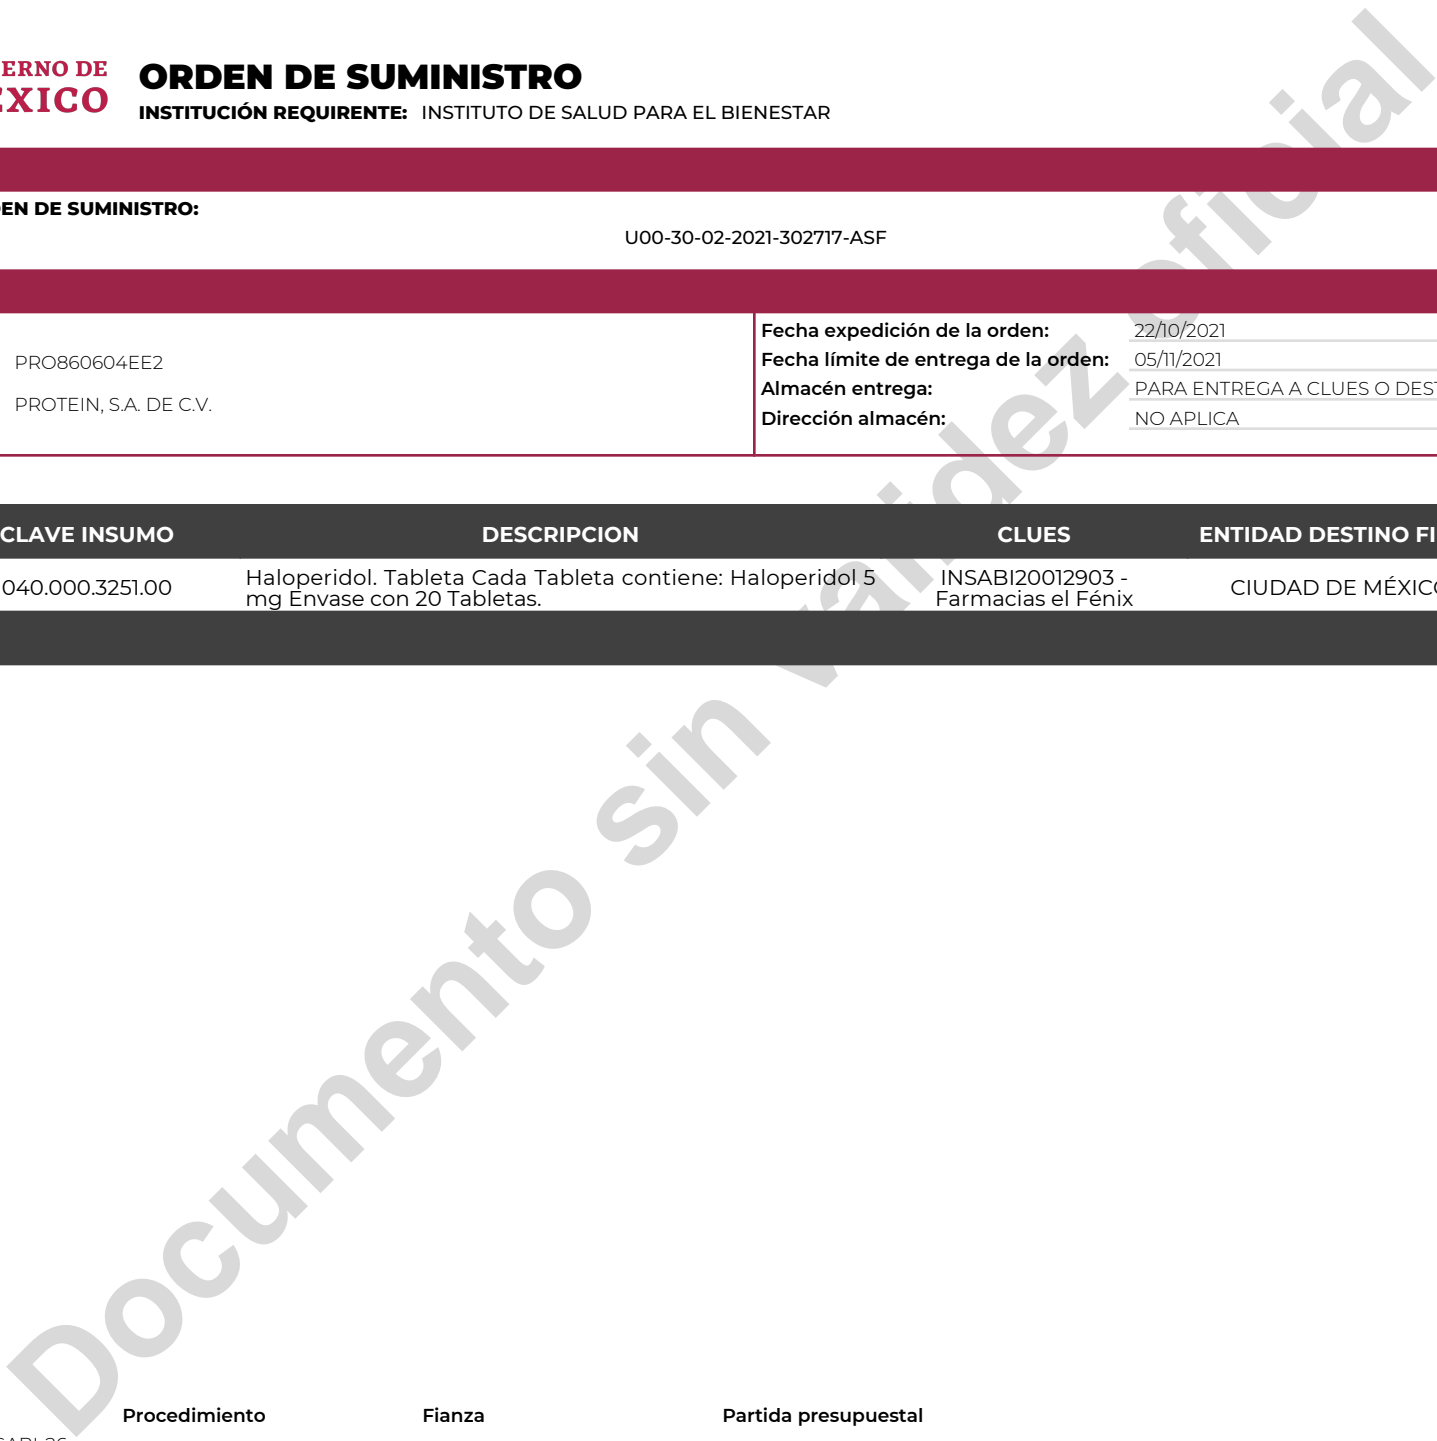 ERNO DE
ÉXICO
ORDEN DE SUMINISTRO
INSTITUCIÓN REQUIRENTE: INSTITUTO DE SALUD PARA EL BIENESTAR
EN DE SUMINISTRO:
U00-30-02-2021-302717-ASF
PRO860604EE2
PROTEIN, S.A. DE C.V.
Fecha expedición de la orden: 22/10/2021
Fecha límite de entrega de la orden: 05/11/2021
Almacén entrega: PARA ENTREGA A CLUES O DEST
Dirección almacén: NO APLICA
CLAVE INSUMO DESCRIPCION CLUES ENTIDAD DESTINO FI
040.000.3251.00 Haloperidol. Tableta Cada Tableta contiene: Haloperidol 5 mg Envase con 20 Tabletas. INSABI20012903 - Farmacias el Fénix CIUDAD DE MÉXICO
Documento sin validez oficial
Procedimiento Fianza Partida presupuestal